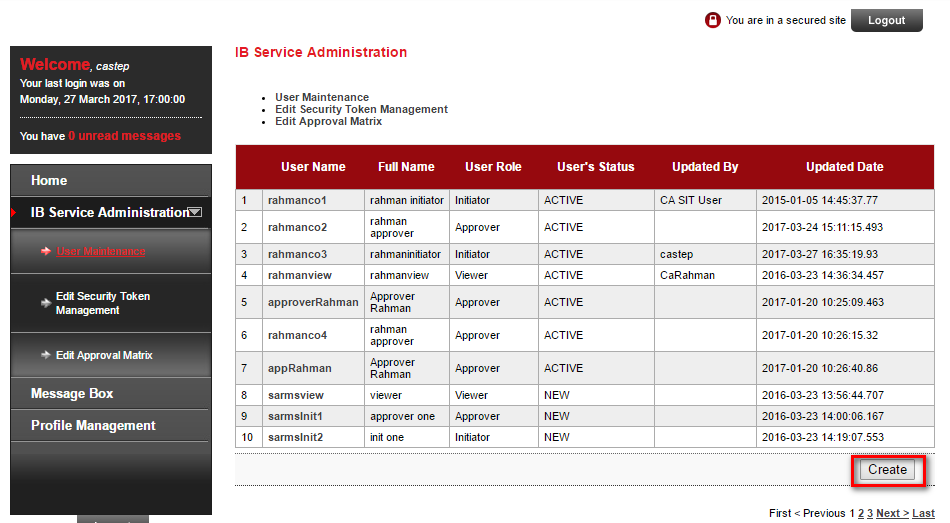 You are in a secured site
Logout
Welcome, castep
Your last login was on
Monday, 27 March 2017, 17:00:00
You have 0 unread messages
Home
IB Service Administration
User Maintenance
Edit Security Token
Management
Edit Approval Matrix
Message Box
Profile Management
IB Service Administration
• User Maintenance
• Edit Security Token Management
• Edit Approval Matrix
User Name Full Name User Role User's Status Updated By Updated Date
1 rahmanco1 rahman initiator Initiator ACTIVE CA SIT User 2015-01-05 14:45:37.77
2 rahmanco2 rahman approver Approver ACTIVE 2017-03-24 15:11:15.493
3 rahmanco3 rahmaninitiator Initiator ACTIVE castep 2017-03-27 16:35:19.93
4 rahmanview rahmanview Viewer ACTIVE CaRahman 2016-03-23 14:36:34.457
5 approverRahman Approver Rahman Approver ACTIVE 2017-01-20 10:25:09.463
6 rahmanco4 rahman approver Approver ACTIVE 2017-01-20 10:26:15.32
7 appRahman Approver Rahman Approver ACTIVE 2017-01-20 10:26:40.86
8 sarmsview viewer Viewer NEW 2016-03-23 13:56:44.707
9 sarmsInit1 approver one Approver NEW 2016-03-23 14:00:06.167
10 sarmsInit2 init one Initiator NEW 2016-03-23 14:19:07.553
Create
First < Previous 1 2 3 Next > Last